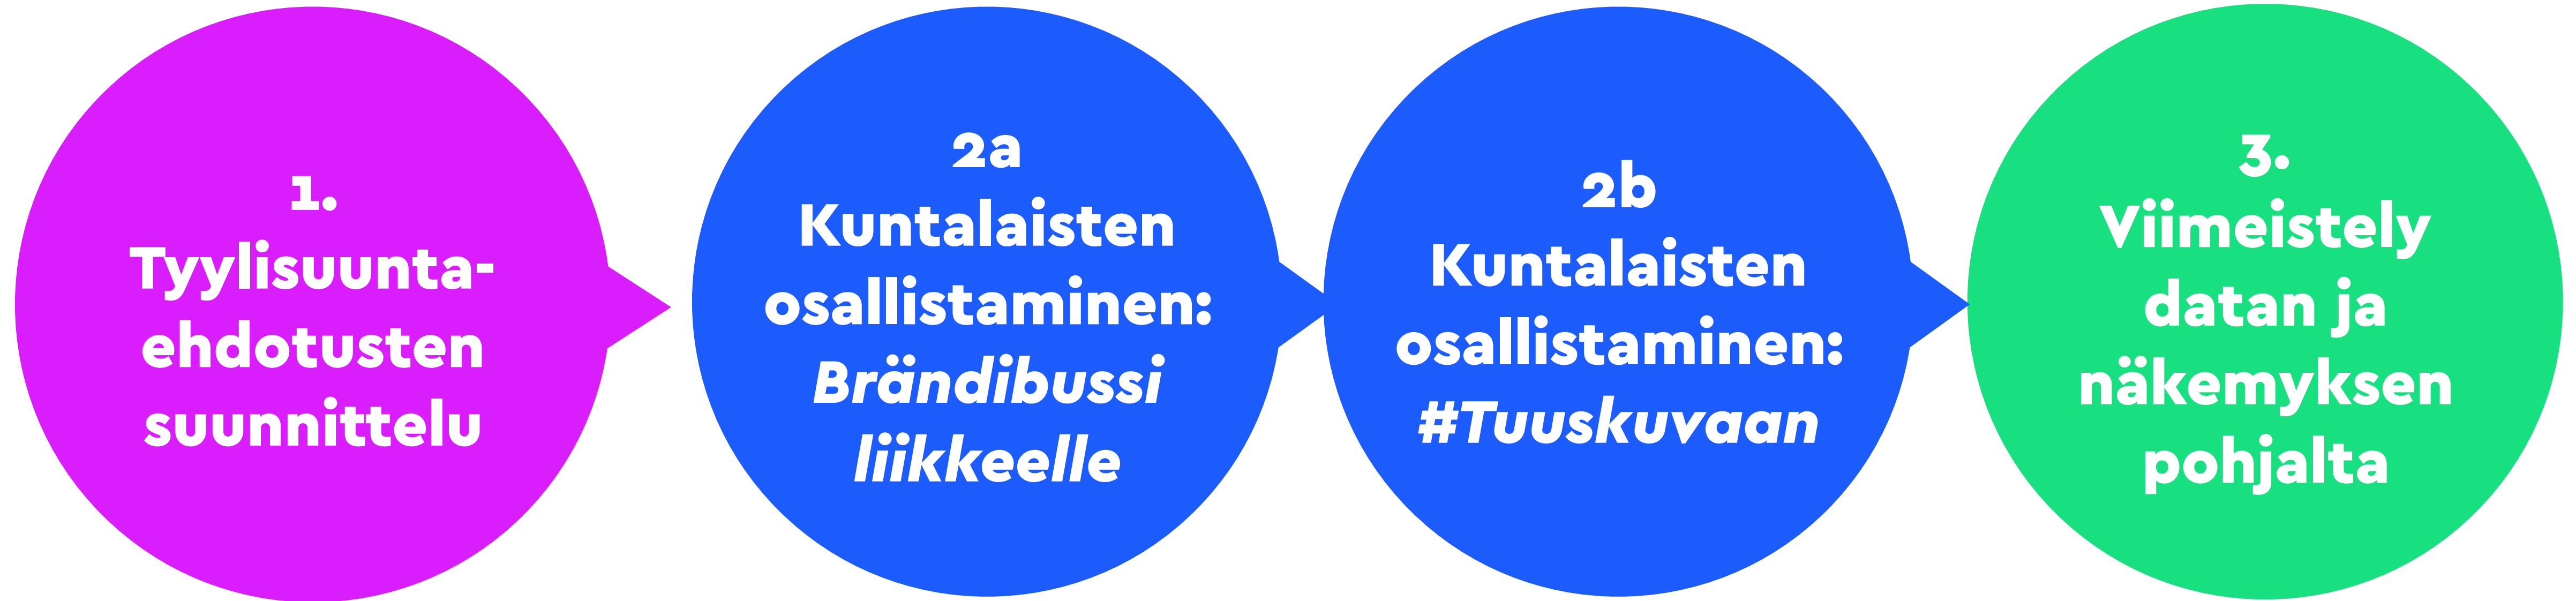 1.
Tyylisuunta-
ehdotusten
suunnittelu
2a
Kuntalaisten
osallistaminen:
Brändibussi
liikkeelle
2b
Kuntalaisten
osallistaminen:
#Tuuskuvaan
3.
Viimeistely
datan ja
näkemyksen
pohjalta